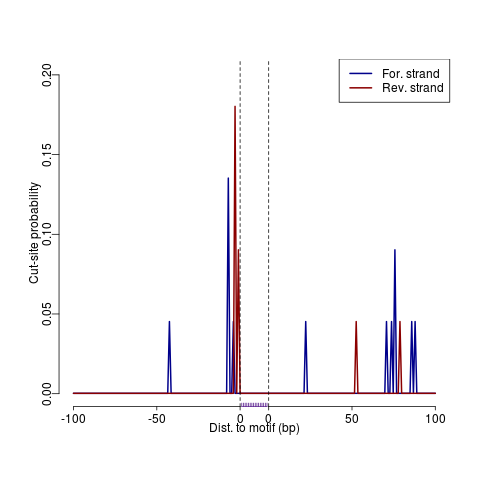 For. strand
Rev. strand
0.20
0.15
0.10
0.05
0.00
Cut-site probability
-100 -50 0 0 50 100
Dist. to motif (bp)